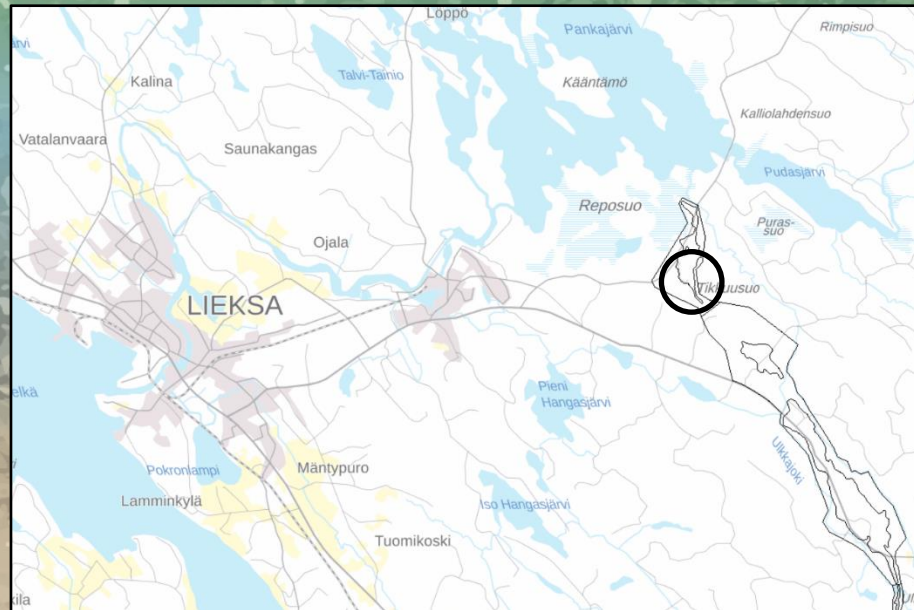 Löppö
Pankajärvi
Rimpisuo
Talvi-Tainio
Kalina
Kääntämö
Kalliolahdensuo
Vatalanvaara
Saunakangas
Pudasjärvi
Reposuo
Puras-
suo
Ojala
Tikkuusuo
LIEKSA
Pieni
Hangasjärvi
Ulkkajoki
Pokronlampi
Mäntypuro
Lamminkylä
Iso Hangasjärvi
Tuomikoski